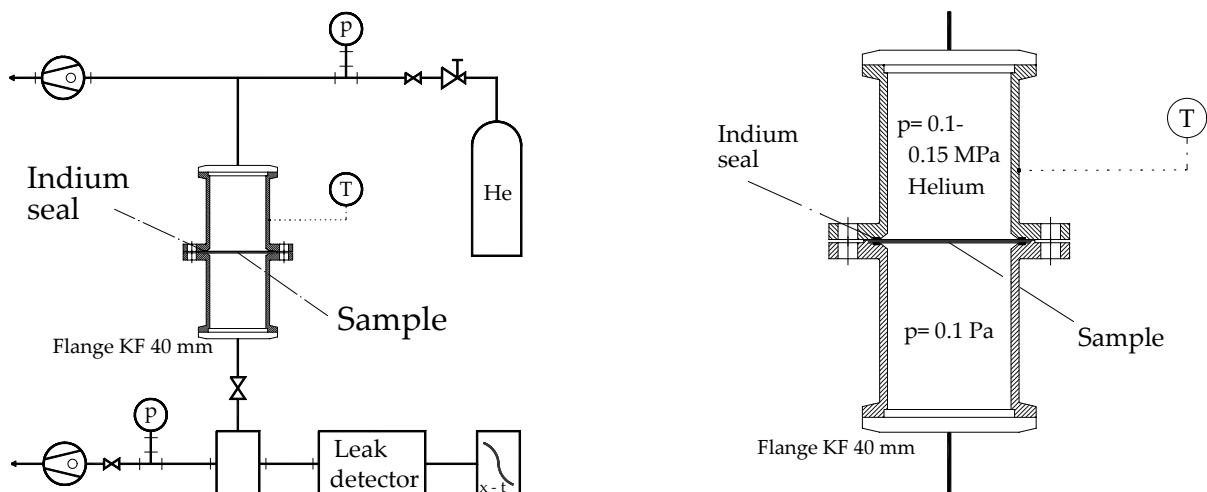 p
He
Indium
seal
T
Sample
Flange KF 40 mm
p
Leak
detector
x - t
Indium
seal
p= 0.1-
0.15 MPa
Helium
T
p= 0.1 Pa
Sample
Flange KF 40 mm